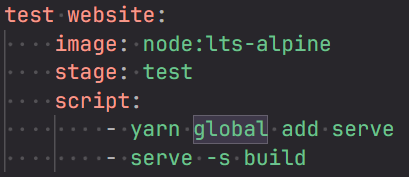 test website:
    image: node:lts-alpine
    stage: test
    script:
        - yarn global add serve
        - serve -s build